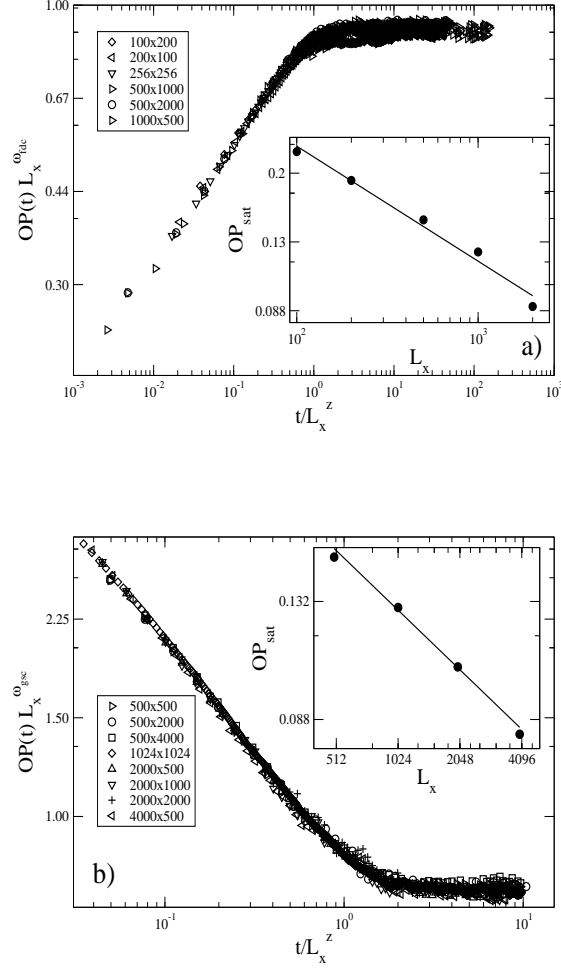 1.00
0.90
0.67
0.44
0.30
OP(t) L_x^ω_fdc
100x200
200x100
256x256
500x1000
500x2000
1000x500
0.2
0.13
0.088
OP_sat
10^2
10^3
L_x
a)
10^-3
10^-2
10^-1
10^0
10^1
10^2
10^3
t/L_x^z
2.25
1.50
1.00
OP(t) L_x^ω_gsc
0.132
0.088
OP_sat
512
1024
2048
4096
L_x
500x500
500x2000
500x4000
1024x1024
2000x500
2000x1000
2000x2000
4000x500
b)
10^-1
10^0
10^1
t/L_x^z